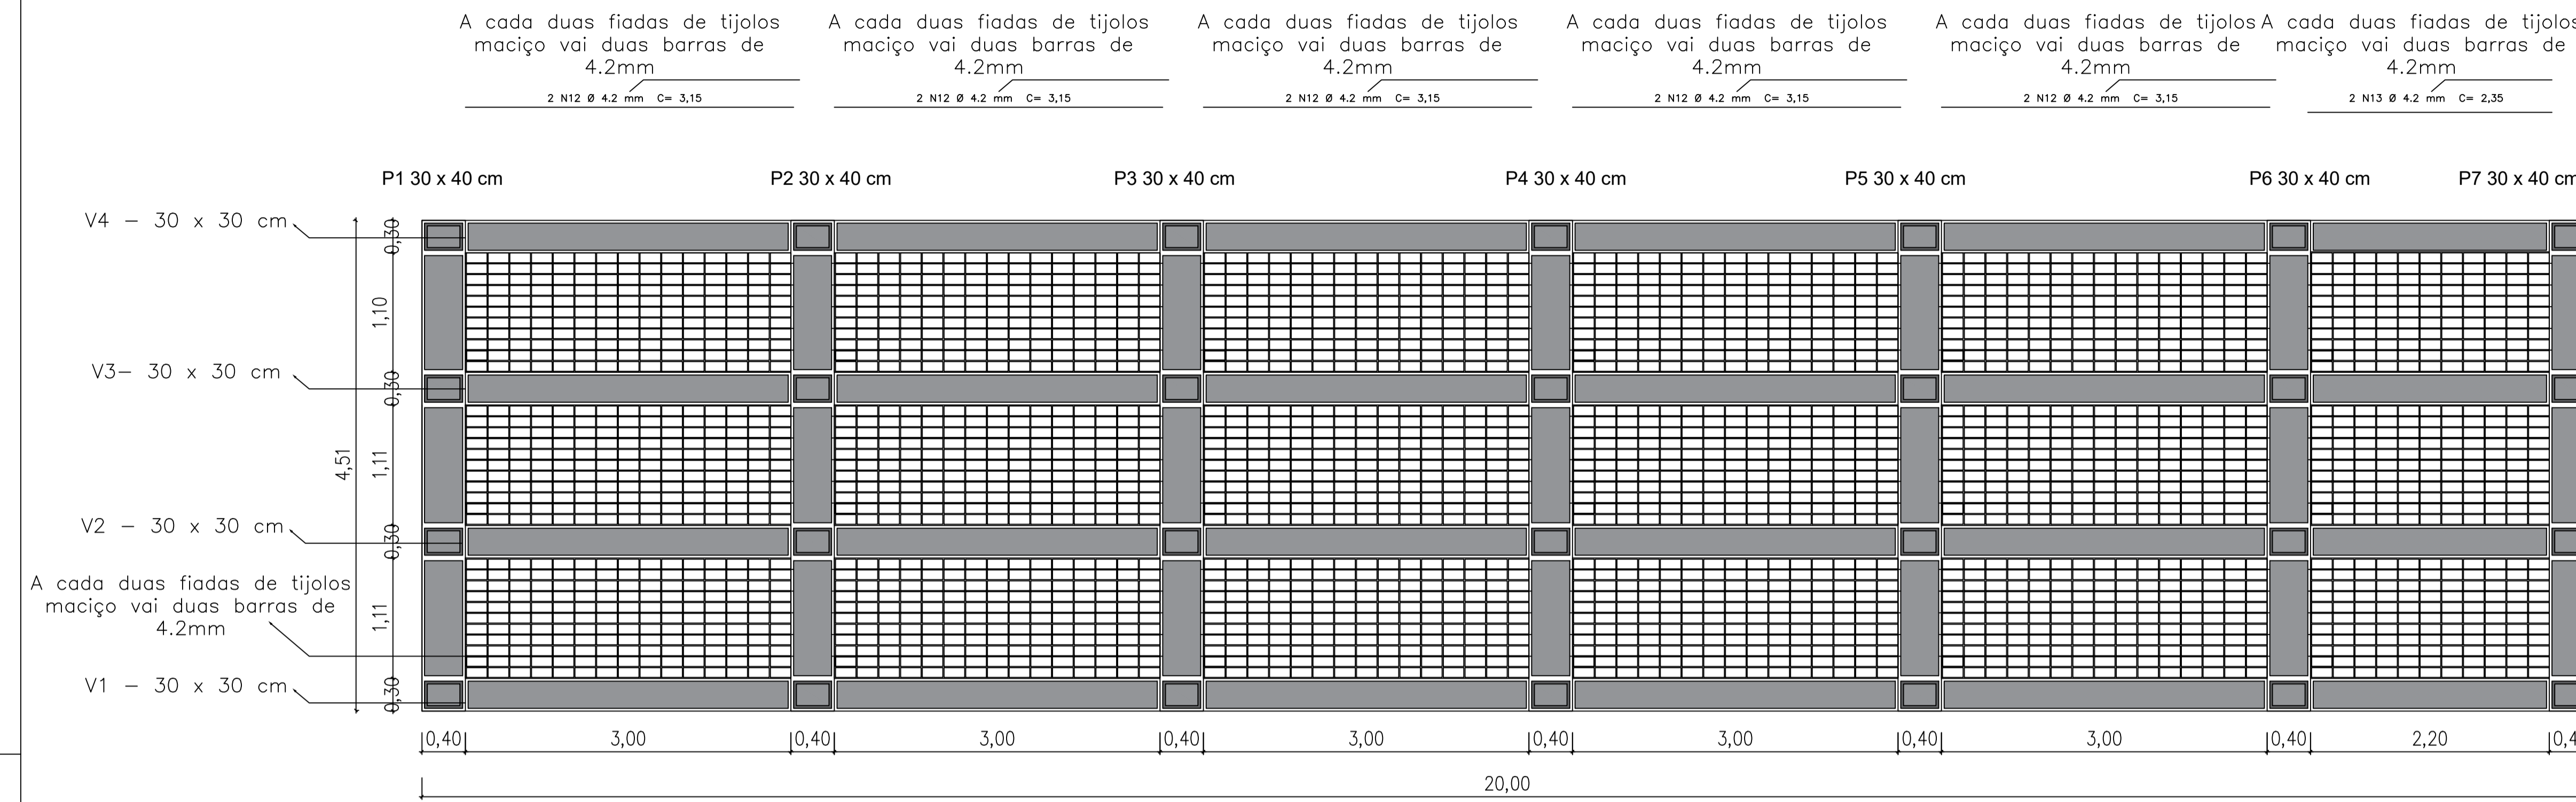 A cada duas fiadas de tijolos
maciço vai duas barras de
4.2mm
2 N12 Ø 4.2 mm C= 3,15
A cada duas fiadas de tijolos
maciço vai duas barras de
4.2mm
2 N12 Ø 4.2 mm C= 3,15
A cada duas fiadas de tijolos
maciço vai duas barras de
4.2mm
2 N12 Ø 4.2 mm C= 3,15
A cada duas fiadas de tijolos
maciço vai duas barras de
4.2mm
2 N12 Ø 4.2 mm C= 3,15
A cada duas fiadas de tijolos
maciço vai duas barras de
4.2mm
2 N12 Ø 4.2 mm C= 3,15
A cada duas fiadas de tijolos
maciço vai duas barras de
4.2mm
2 N13 Ø 4.2 mm C= 2,35
P1 30 x 40 cm
P2 30 x 40 cm
P3 30 x 40 cm
P4 30 x 40 cm
P5 30 x 40 cm
P6 30 x 40 cm
P7 30 x 40 cm
V4 - 30 x 30 cm
0,30
1,10
V3- 30 x 30 cm
0,30
4,51
1,11
V2 - 30 x 30 cm
0,30
A cada duas fiadas de tijolos
maciço vai duas barras de
4.2mm
1,11
V1 - 30 x 30 cm
0,30
0,40 3,00 0,40 3,00 0,40 3,00 0,40 3,00 0,40 3,00 0,40 2,20 0,4
20,00